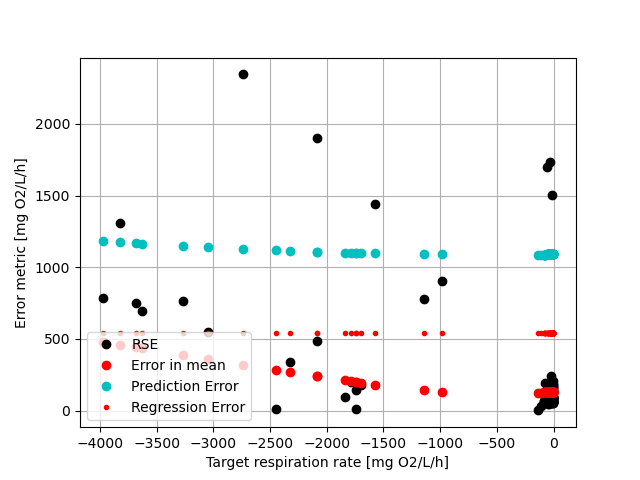 2000
1500
1000
500
0
Error metric [mg O2/L/h]
RSE
Error in mean
Prediction Error
Regression Error
−4000 −3500 −3000 −2500 −2000 −1500 −1000 −500 0
Target respiration rate [mg O2/L/h]